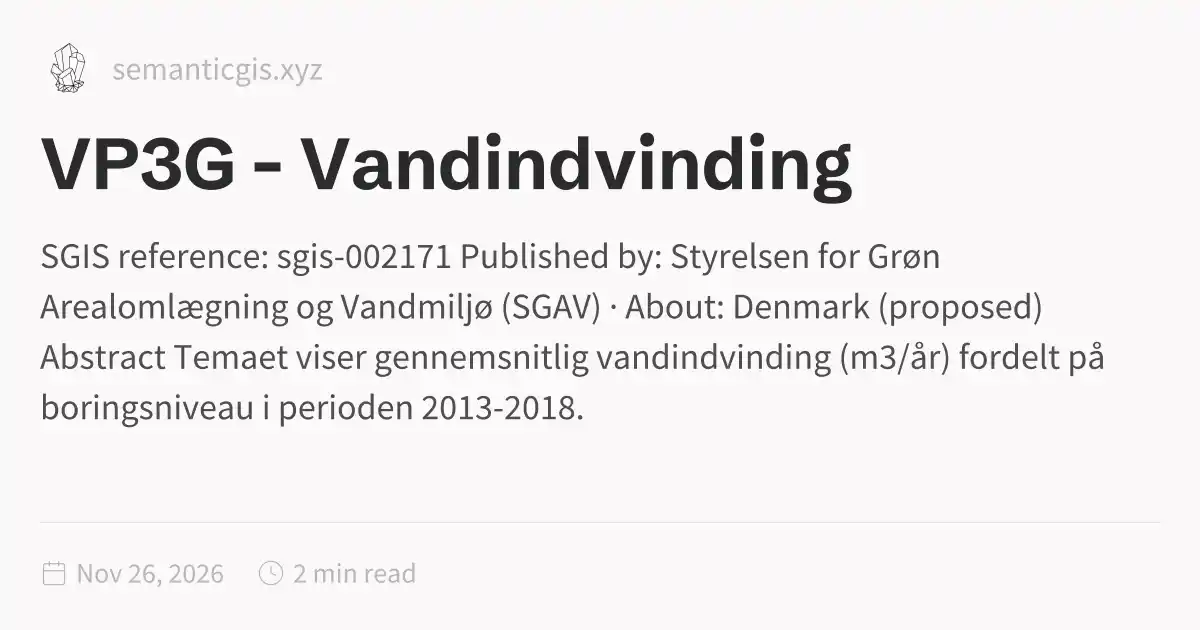 semanticgis.xyz
VP3G - Vandindvinding
SGIS reference: sgis-002171 Published by: Styrelsen for Grøn
Arealomlægning og Vandmiljø (SGAV) · About: Denmark (proposed)
Abstract Temaet viser gennemsnitlig vandindvinding (m3/år) fordelt på
boringsniveau i perioden 2013-2018.
Nov 26, 2026 2 min read